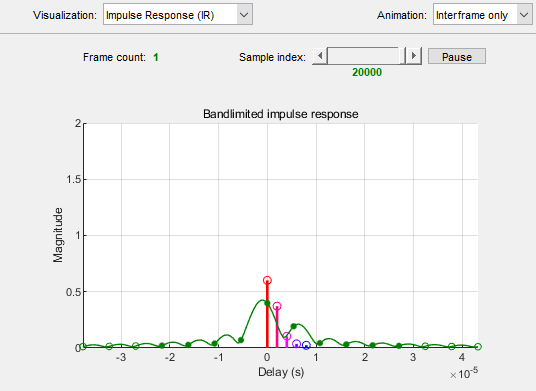 Visualization: Impulse Response (IR) Animation: Interframe only
Frame count: 1 Sample index: Pause
20000
Bandlimited impulse response
2
1.5
1
0.5
0
Magnitude
-3 -2 -1 0 1 2 3 4
Delay (s) ×10⁻⁵